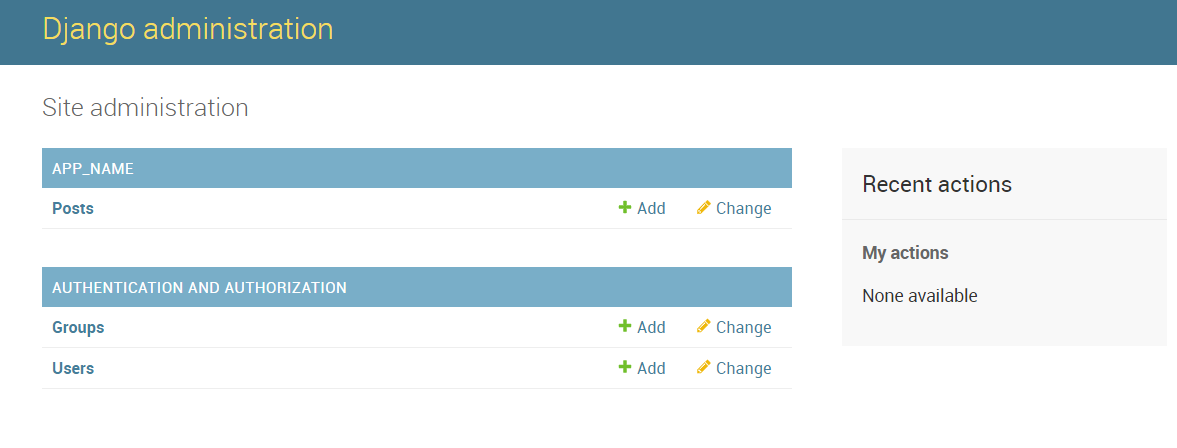 Django administration
Site administration
APP_NAME
Posts Add Change
AUTHENTICATION AND AUTHORIZATION
Groups Add Change
Users Add Change
Recent actions
My actions
None available